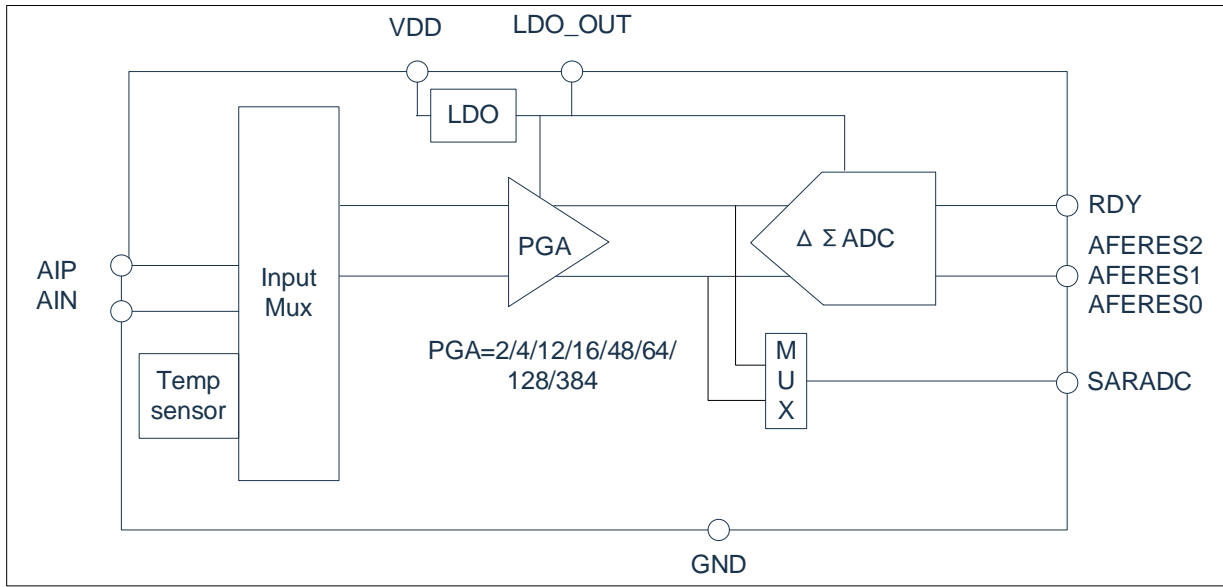 VDD
LDO_OUT
LDO
RDY
PGA
Δ Σ ADC
AFERES2
AIP
AFERES1
AIN
Input
Mux
AFERES0
PGA=2/4/12/16/48/64/
128/384
M
U
X
Temp
sensor
SARADC
GND